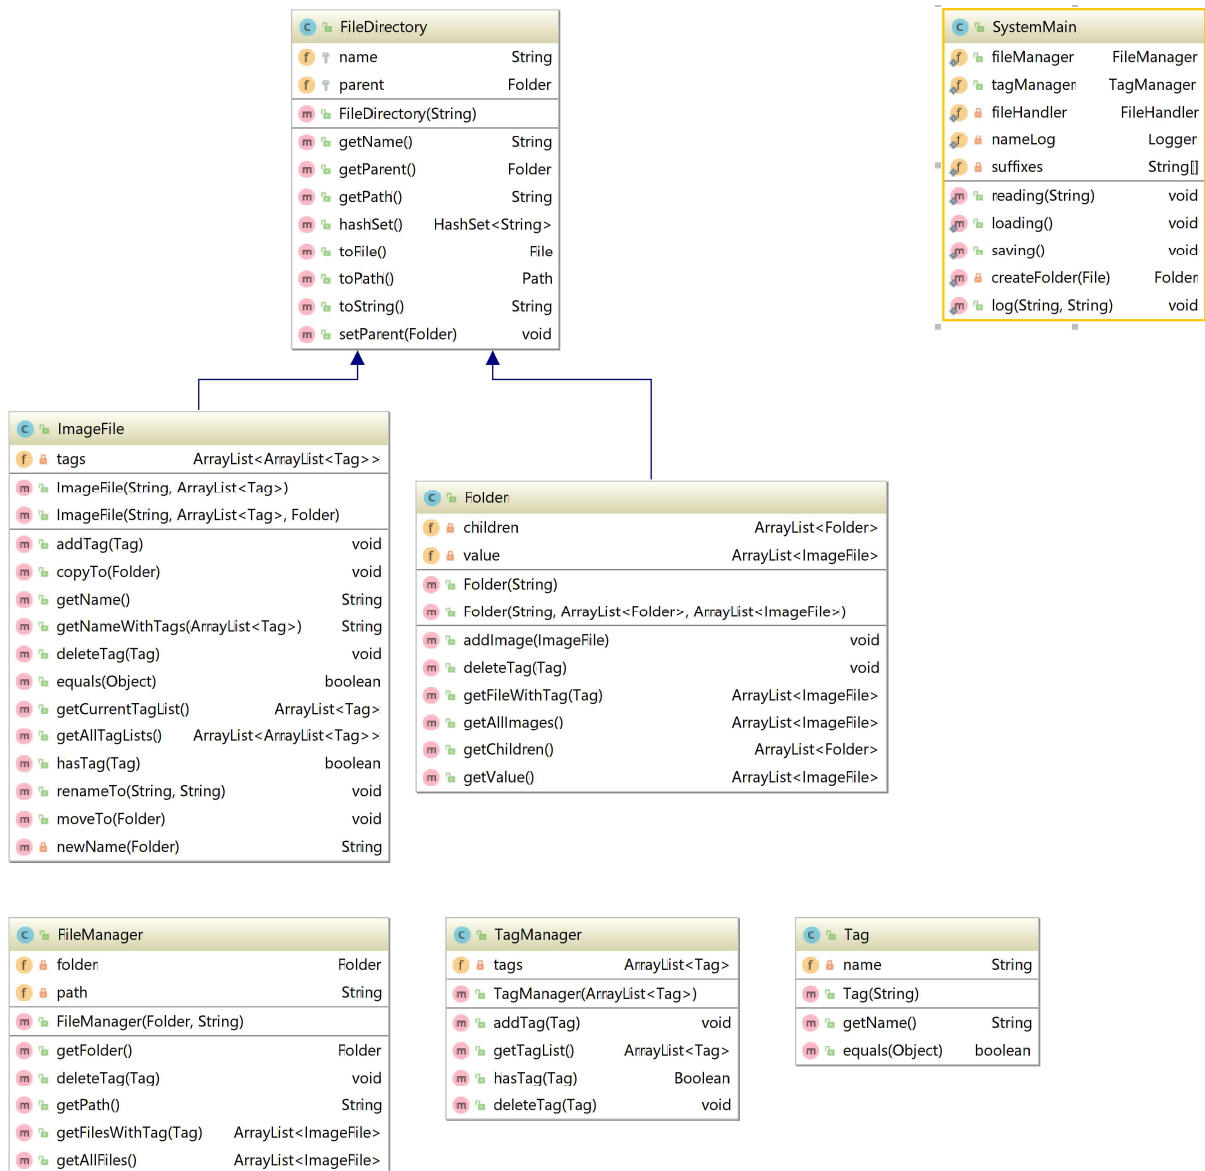 FileDirectory
name String
parent Folder
FileDirectory(String)
getName() String
getParent() Folder
getPath() String
hashSet() HashSet<String>
toFile() File
toPath() Path
toString() String
setParent(Folder) void
SystemMain
fileManager FileManager
tagManager TagManager
fileHandler FileHandler
nameLog Logger
suffixes String[]
reading(String) void
loading() void
saving() void
createFolder(File) Folder
log(String, String) void
ImageFile
tags ArrayList<ArrayList<Tag>>
ImageFile(String, ArrayList<Tag>)
ImageFile(String, ArrayList<Tag>, Folder)
addTag(Tag) void
copyTo(Folder) void
getName() String
getNameWithTags(ArrayList<Tag>) String
deleteTag(Tag) void
equals(Object) boolean
getCurrentTagList() ArrayList<Tag>
getAllTagLists() ArrayList<ArrayList<Tag>>
hasTag(Tag) boolean
renameTo(String, String) void
moveTo(Folder) void
newName(Folder) String
Folder
children ArrayList<Folder>
value ArrayList<ImageFile>
Folder(String)
Folder(String, ArrayList<Folder>, ArrayList<ImageFile>)
addImage(ImageFile) void
deleteTag(Tag) void
getFileWithTag(Tag) ArrayList<ImageFile>
getAllImages() ArrayList<ImageFile>
getChildren() ArrayList<Folder>
getValue() ArrayList<ImageFile>
FileManager
folder Folder
path String
FileManager(Folder, String)
getFolder() Folder
deleteTag(Tag) void
getPath() String
getFilesWithTag(Tag) ArrayList<ImageFile>
getAllFiles() ArrayList<ImageFile>
TagManager
tags ArrayList<Tag>
TagManager(ArrayList<Tag>)
addTag(Tag) void
getTagList() ArrayList<Tag>
hasTag(Tag) Boolean
deleteTag(Tag) void
Tag
name String
Tag(String)
getName() String
equals(Object) boolean